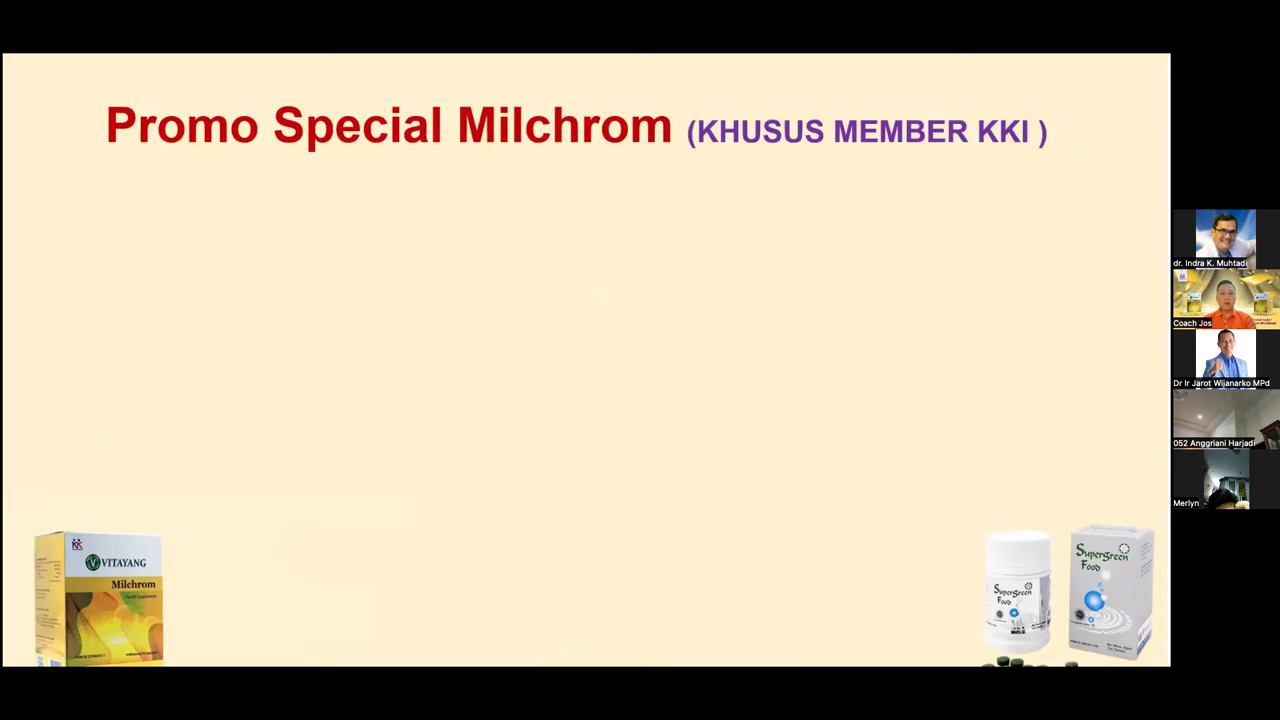 Promo Special Milchrom (KHUSUS MEMBER KKI )
dr. Indra K. Muhtadi
Coach Jos
Dr Ir Jarot Wijanarko MPd
052 Anggriani Harjadi
Merlyn
KK
VITAYANG
Milchrom
Supergreen
Food
Supergreen
Food